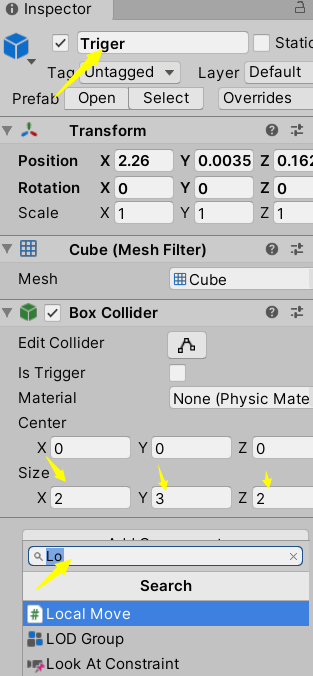 Inspector
Triger Static
Tag Untagged Layer Default
Prefab Open Select Overrides
Transform
Position X 2.26 Y 0.0035 Z 0.162
Rotation X 0 Y 0 Z 0
Scale X 1 Y 1 Z 1
Cube (Mesh Filter)
Mesh Cube
Box Collider
Edit Collider
Is Trigger
Material None (Physic Mate
Center
X 0 Y 0 Z 0
Size
X 2 Y 3 Z 2
Lo
Search
Local Move
LOD Group
Look At Constraint